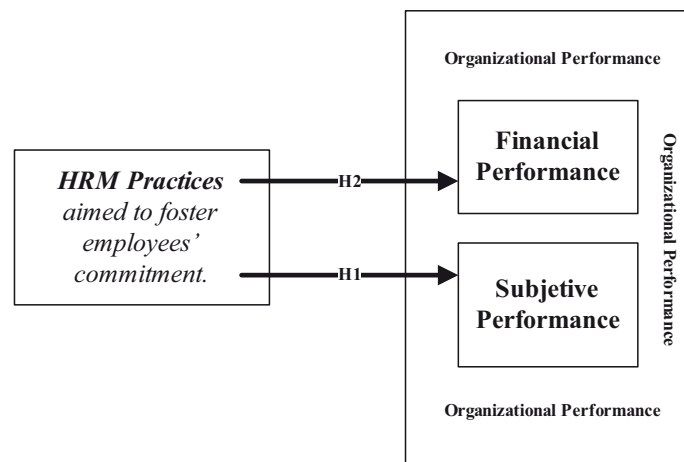 Organizational Performance
Financial
Performance
Organizational Performance
HRM Practices
aimed to foster
employees’
commitment.
H2
H1
Subjetive
Performance
Organizational Performance